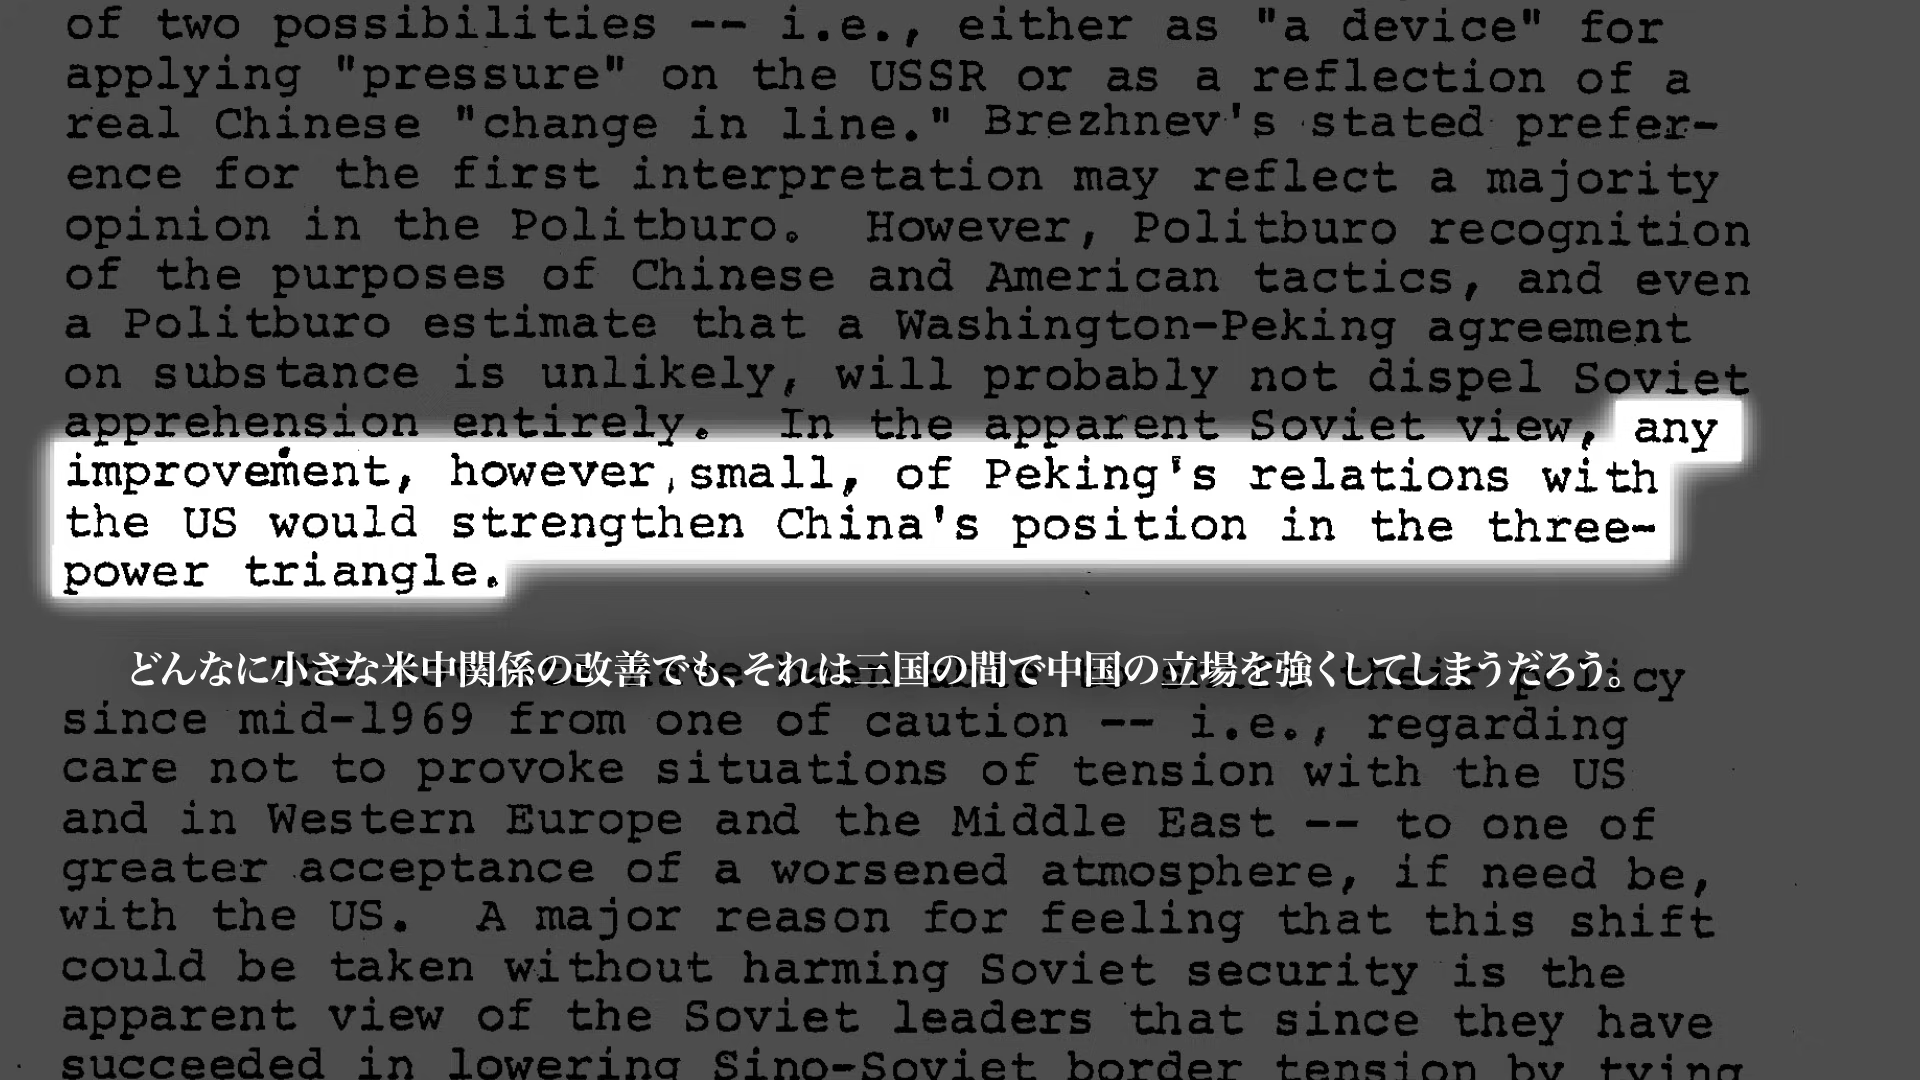 of two possibilities -- i.e., either as "a device" for
applying "pressure" on the USSR or as a reflection of a
real Chinese "change in line." Brezhnev's stated prefer-
ence for the first interpretation may reflect a majority
opinion in the Politburo. However, Politburo recognition
of the purposes of Chinese and American tactics, and even
a Politburo estimate that a Washington-Peking agreement
on substance is unlikely, will probably not dispel Soviet
apprehension entirely. In the apparent Soviet view, any
improvement, however, small, of Peking's relations with
the US would strengthen China's position in the three-
power triangle.
どんなに小さな米中関係の改善でも、それは三国の間で中国の立場を強くしてしまうだろう。
their policy
since mid-1969 from one of caution -- i.e., regarding
care not to provoke situations of tension with the US
and in Western Europe and the Middle East -- to one of
greater acceptance of a worsened atmosphere, if need be,
with the US. A major reason for feeling that this shift
could be taken without harming Soviet security is the
apparent view of the Soviet leaders that since they have
succeeded in lowering Sino-Soviet border tension by tying